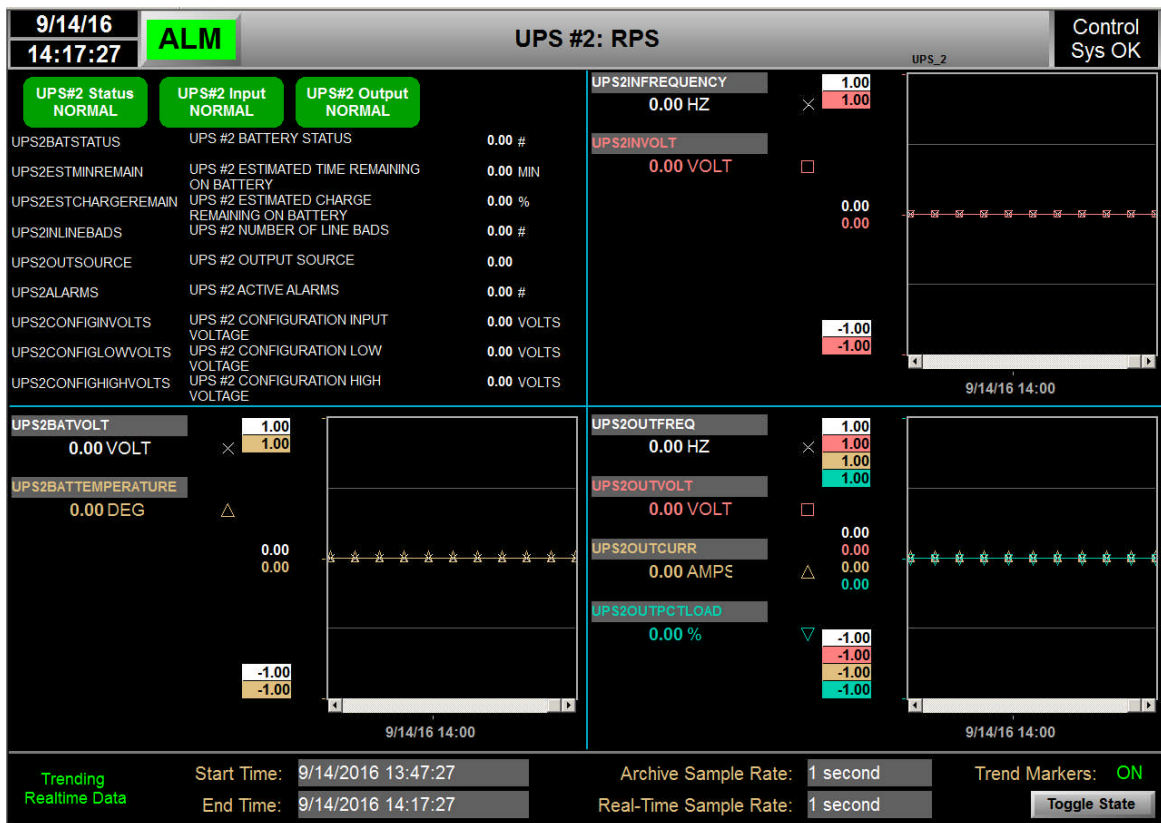 9/14/16
14:17:27
ALM
UPS #2: RPS
UPS_2
Control
Sys OK
UPS#2 Status
NORMAL
UPS#2 Input
NORMAL
UPS#2 Output
NORMAL
UPS2BATSTATUS UPS #2 BATTERY STATUS 0.00 #
UPS2ESTMINREMAIN UPS #2 ESTIMATED TIME REMAINING 0.00 MIN
ON BATTERY
UPS2ESTCHARGEREMAIN UPS #2 ESTIMATED CHARGE 0.00 %
REMAINING ON BATTERY
UPS2INLINEBADS UPS #2 NUMBER OF LINE BADS 0.00 #
UPS2OUTSOURCE UPS #2 OUTPUT SOURCE 0.00
UPS2ALARMS UPS #2 ACTIVE ALARMS 0.00 #
UPS2CONFIGINVOLTS UPS #2 CONFIGURATION INPUT 0.00 VOLTS
VOLTAGE
UPS2CONFIGLOWVOLTS UPS #2 CONFIGURATION LOW 0.00 VOLTS
VOLTAGE
UPS2CONFIGHIGHVOLTS UPS #2 CONFIGURATION HIGH 0.00 VOLTS
VOLTAGE
UPS2INFREQUENCY
0.00 HZ
UPS2INVOLT
0.00 VOLT
1.00
1.00
0.00
0.00
-1.00
-1.00
9/14/16 14:00
UPS2BATVOLT
0.00 VOLT
UPS2BATTEMPERATURE
0.00 DEG
1.00
1.00
0.00
0.00
-1.00
-1.00
9/14/16 14:00
UPS2OUTFREQ
0.00 HZ
UPS2OUTVOLT
0.00 VOLT
UPS2OUTCURR
0.00 AMPS
UPS2OUTPCTLOAD
0.00 %
1.00
1.00
1.00
1.00
0.00
0.00
0.00
0.00
-1.00
-1.00
-1.00
-1.00
9/14/16 14:00
Trending
Realtime Data
Start Time: 9/14/2016 13:47:27
End Time: 9/14/2016 14:17:27
Archive Sample Rate: 1 second
Real-Time Sample Rate: 1 second
Trend Markers: ON
Toggle State